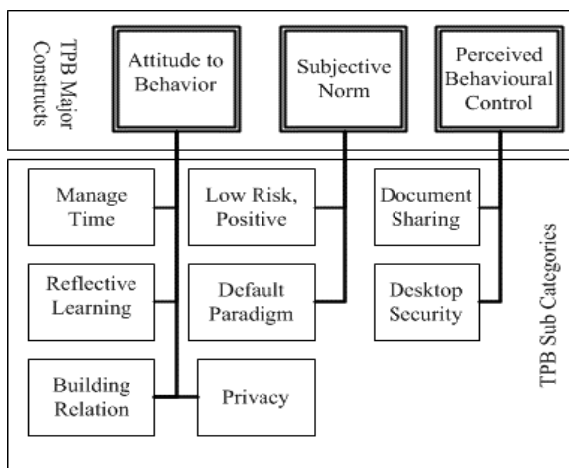 TPB Major
Constructs
Attitude to
Behavior
Subjective
Norm
Perceived
Behavioural
Control
Manage
Time
Low Risk,
Positive
Document
Sharing
Reflective
Learning
Default
Paradigm
Desktop
Security
Building
Relation
Privacy
TPB Sub Categories